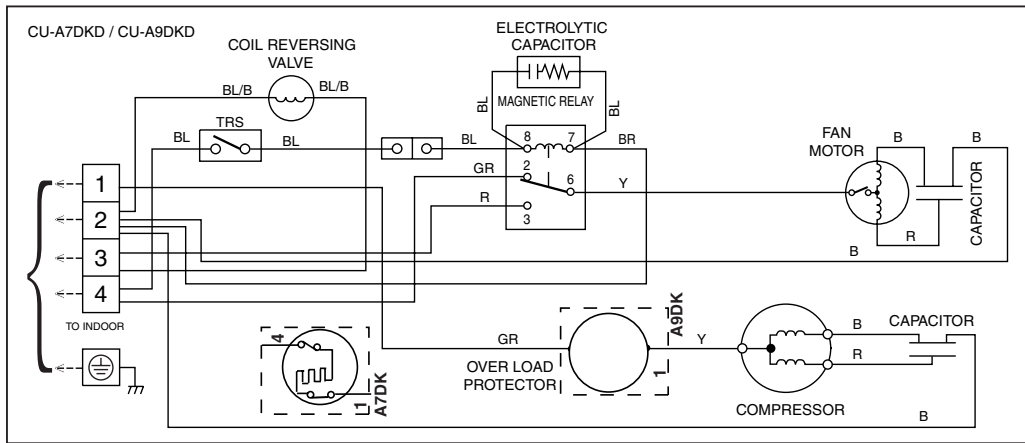 CU-A7DKD / CU-A9DKD
ELECTROLYTIC
CAPACITOR
COIL REVERSING
VALVE
BL/B
BL/B
BL
MAGNETIC RELAY
BL
TRS
BL
BL
BL
8
7
BR
FAN
MOTOR
B
B
CAPACITOR
GR
2
6
Y
R
3
R
B
1
2
3
4
TO INDOOR
4
1
A7DK
GR
OVER LOAD
PROTECTOR
1
A9DK
Y
COMPRESSOR
B
R
CAPACITOR
B